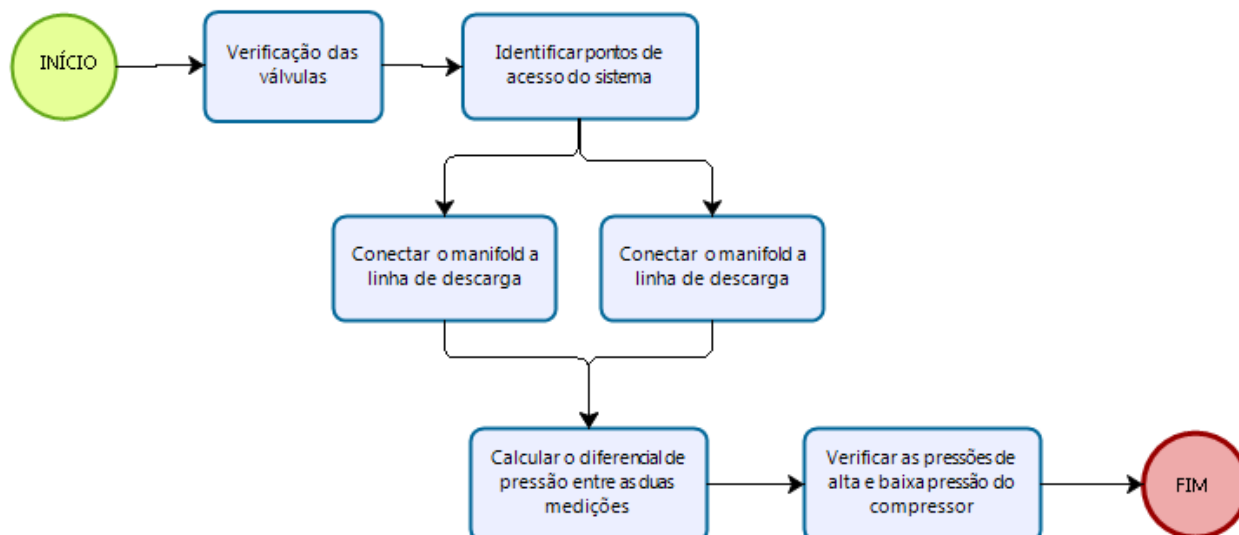 INÍCIO
Verificação das
válvulas
Identificar pontos de
acesso do sistema
Conectar o manifold a
linha de descarga
Conectar o manifold a
linha de descarga
Calcular o diferencial de
pressão entre as duas
medições
Verificar as pressões de
alta e baixa pressão do
compressor
FIM